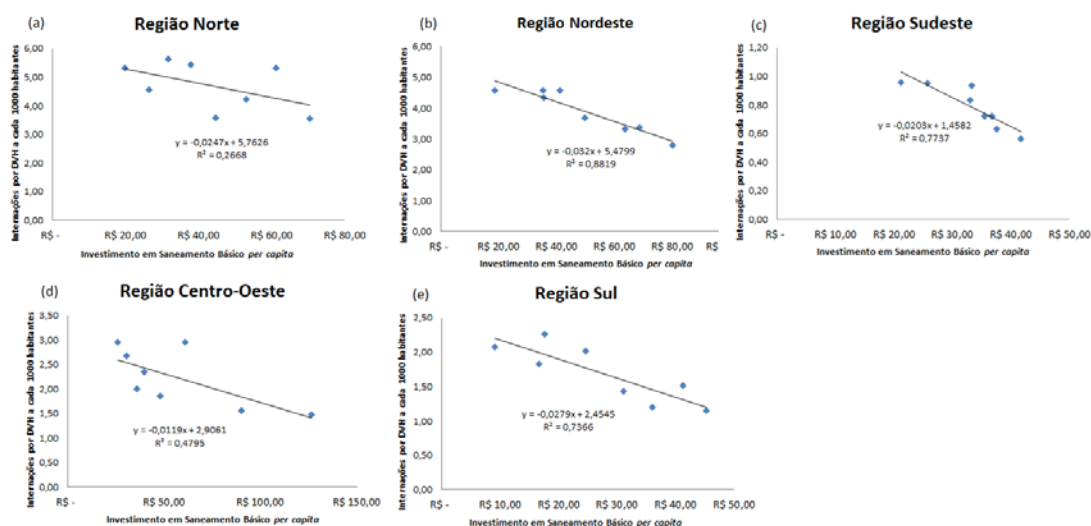 (a)
Região Norte
Internações por DVH a cada 1000 habitantes
6,00
5,00
4,00
3,00
2,00
1,00
0,00
y = -0,0247x + 5,7626
R² = 0,2668
R$ - R$ 20,00 R$ 40,00 R$ 60,00 R$ 80,00
Investimento em Saneamento Básico per capita
(b)
Região Nordeste
Internações por DVH a cada 1000 habitantes
6,00
5,00
4,00
3,00
2,00
1,00
0,00
y = -0,032x + 5,4799
R² = 0,8819
R$ - R$ 20,00 R$ 40,00 R$ 60,00 R$ 80,00 R$
Investimento em Saneamento Básico per capita
(c)
Região Sudeste
Internações por DVH a cada 1000 habitantes
1,20
1,00
0,80
0,60
0,40
0,20
0,00
y = -0,0203x + 1,4582
R² = 0,7737
R$ - R$ 10,00 R$ 20,00 R$ 30,00 R$ 40,00 R$ 50,00
Investimento em Saneamento Básico per capita
(d)
Região Centro-Oeste
Internações por DVH a cada 1000 habitantes
3,50
3,00
2,50
2,00
1,50
1,00
0,50
0,00
y = -0,0119x + 2,9061
R² = 0,4795
R$ - R$ 50,00 R$ 100,00 R$ 150,00
Investimento em Saneamento Básico per capita
(e)
Região Sul
Internações por DVH a cada 1000 habitantes
2,50
2,00
1,50
1,00
0,50
0,00
y = -0,0279x + 2,4545
R² = 0,7366
R$ - R$ 10,00 R$ 20,00 R$ 30,00 R$ 40,00 R$ 50,00
Investimento em Saneamento Básico per capita